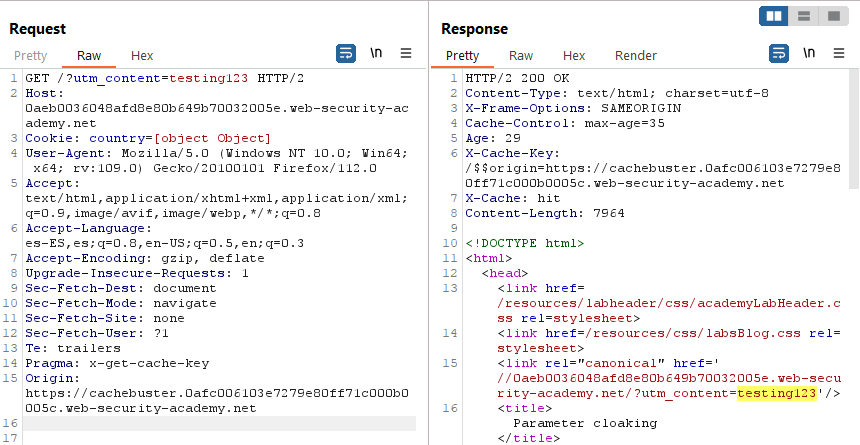 Request
Pretty Raw Hex \n
1 GET /?utm_content=testing123 HTTP/2
2 Host:
0aeb0036048afd8e80b649b70032005e.web-security-ac
ademy.net
3 Cookie: country=[object Object]
4 User-Agent: Mozilla/5.0 (Windows NT 10.0; Win64;
x64; rv:109.0) Gecko/20100101 Firefox/112.0
5 Accept:
text/html,application/xhtml+xml,application/xml;
q=0.9,image/avif,image/webp,*/*;q=0.8
6 Accept-Language:
es-ES,es;q=0.8,en-US;q=0.5,en;q=0.3
7 Accept-Encoding: gzip, deflate
8 Upgrade-Insecure-Requests: 1
9 Sec-Fetch-Dest: document
10 Sec-Fetch-Mode: navigate
11 Sec-Fetch-Site: none
12 Sec-Fetch-User: ?1
13 Te: trailers
14 Pragma: x-get-cache-key
15 Origin:
https://cachebuster.0afc006103e7279e80ff71c000b0
005c.web-security-academy.net
16
17
Response
Pretty Raw Hex Render \n
1 HTTP/2 200 OK
2 Content-Type: text/html; charset=utf-8
3 X-Frame-Options: SAMEORIGIN
4 Cache-Control: max-age=35
5 Age: 29
6 X-Cache-Key:
/$$origin=https://cachebuster.0afc006103e7279e8
0ff71c000b0005c.web-security-academy.net
7 X-Cache: hit
8 Content-Length: 7964
9
10 <!DOCTYPE html>
11 <html>
12 <head>
13 <link href=
/resources/labheader/css/academyLabHeader.c
ss rel=stylesheet>
14 <link href=/resources/css/labsBlog.css rel=
stylesheet>
15 <link rel="canonical" href='
//0aeb0036048afd8e80b649b70032005e.web-secu
rity-academy.net/?utm_content=testing123'/>
16 <title>
Parameter cloaking
</title>